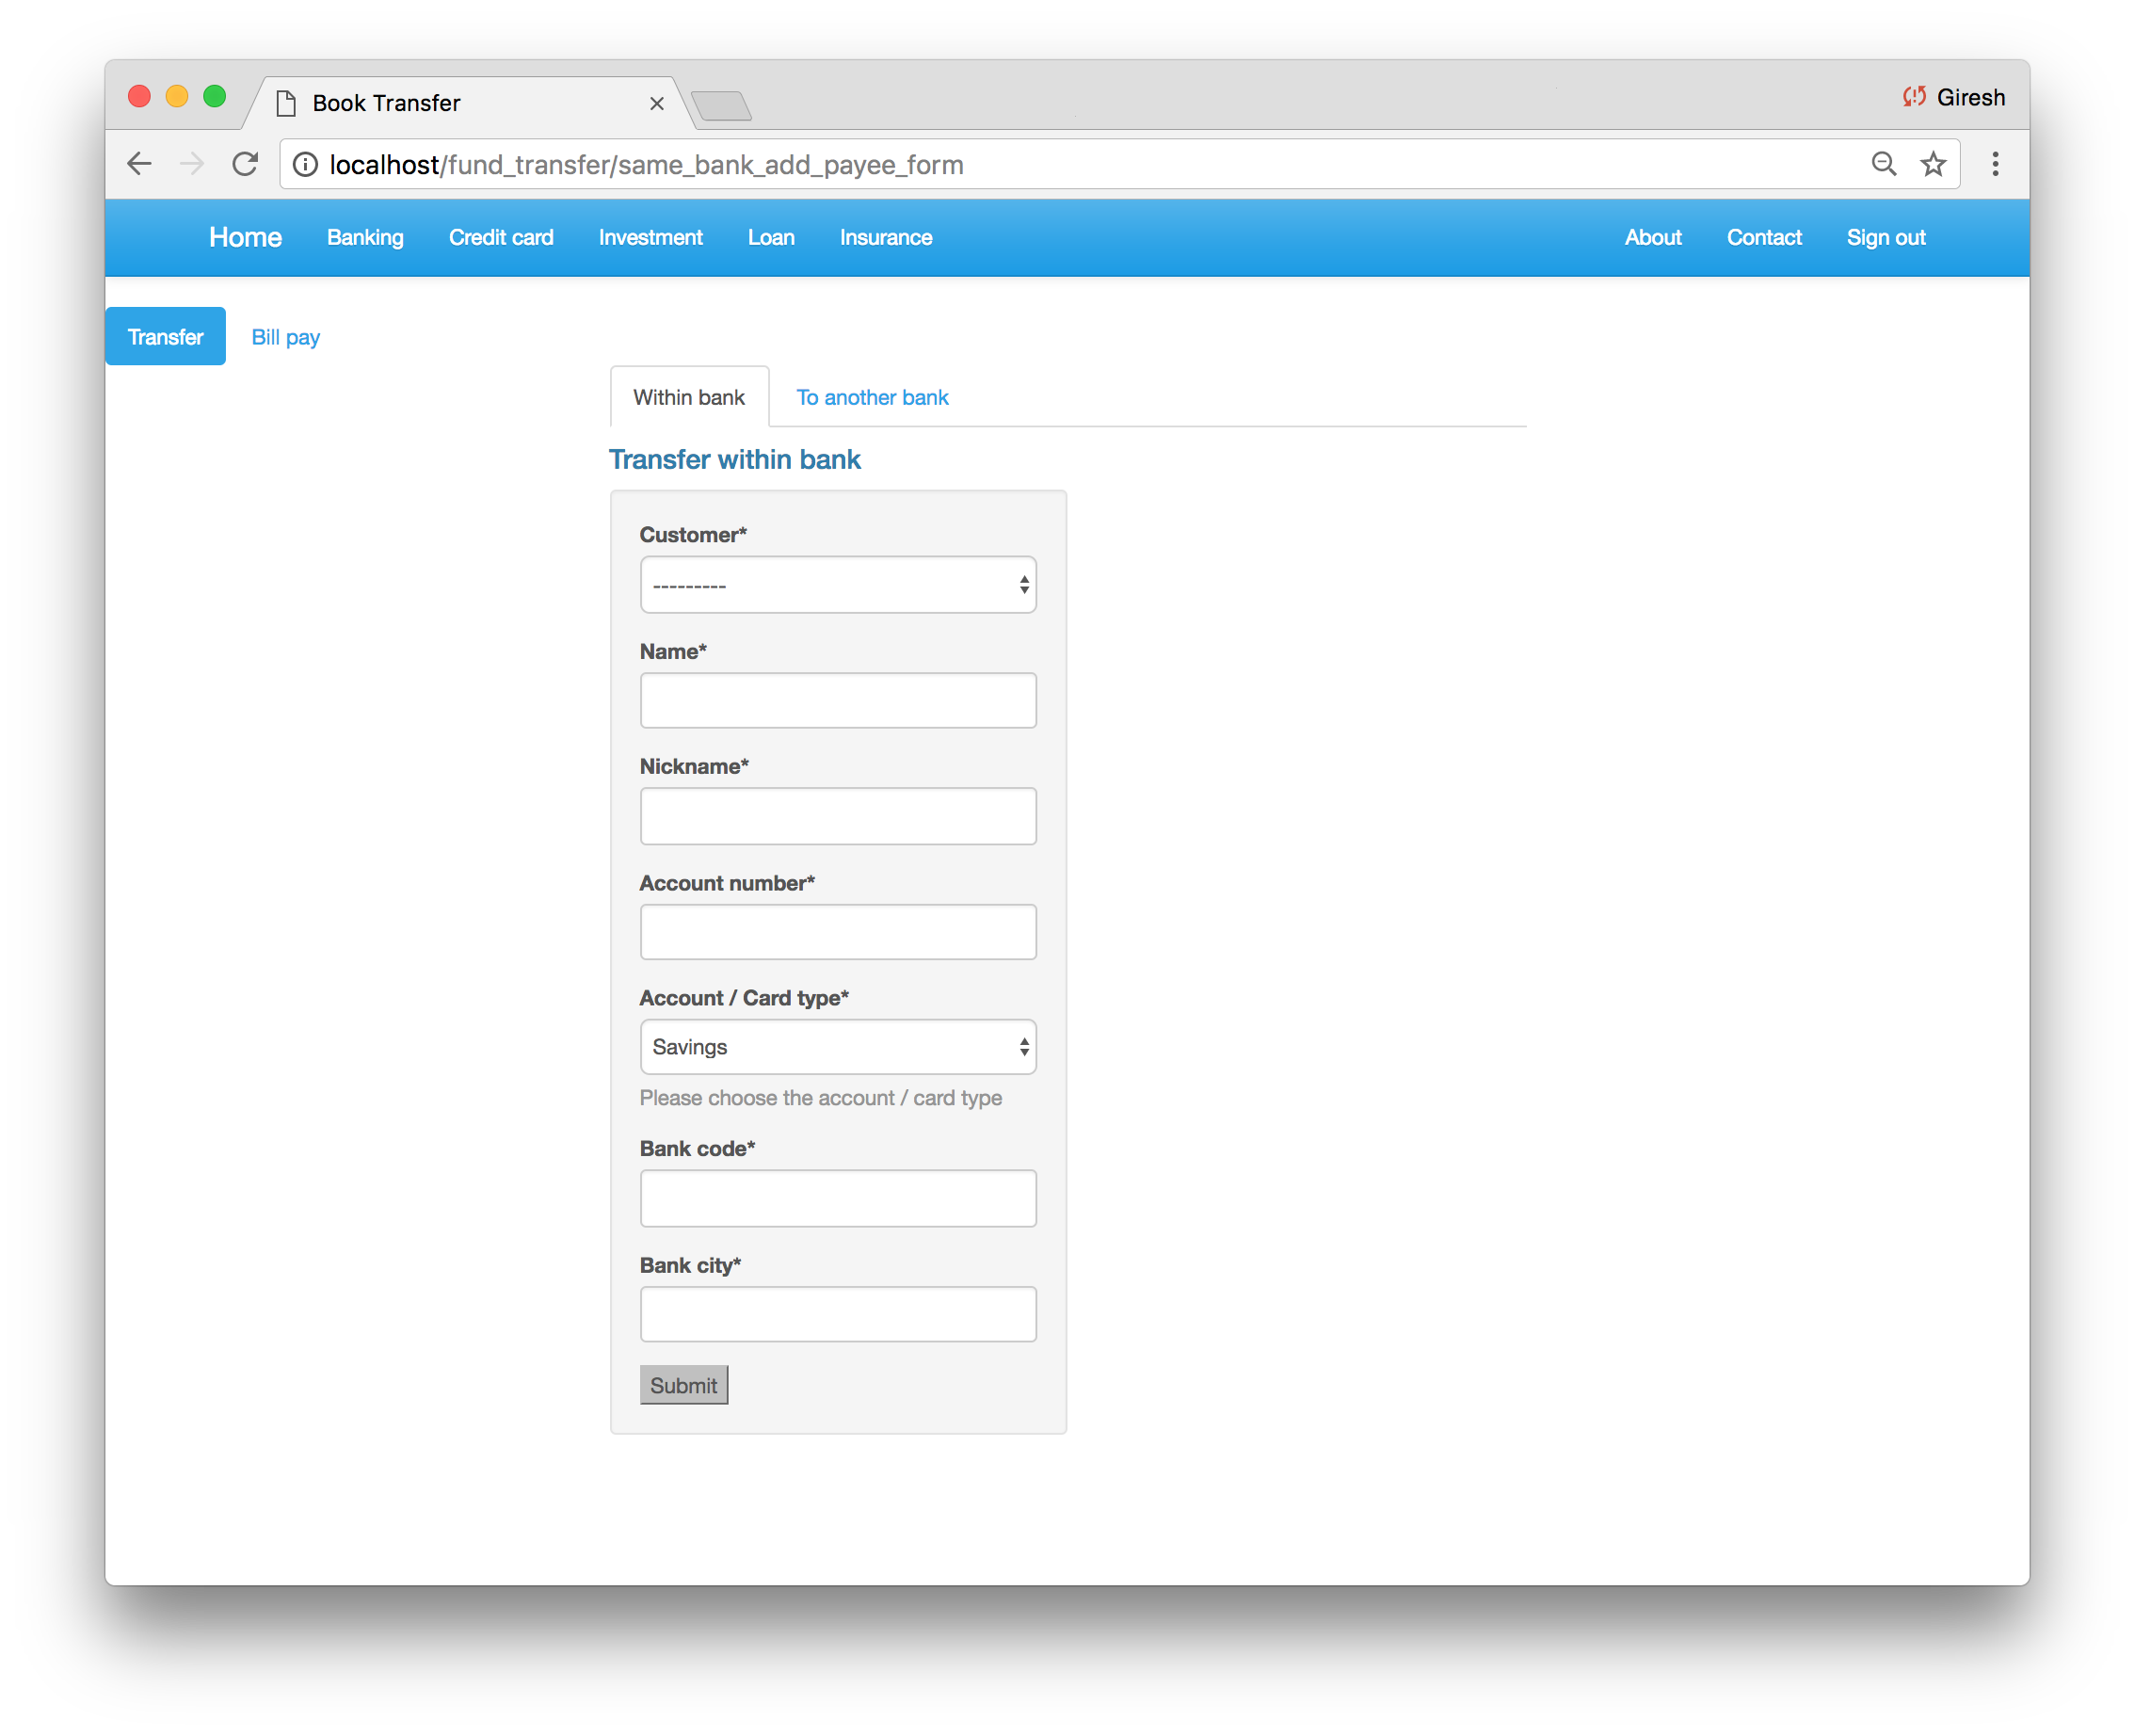 Book Transfer
Giresh
localhost/fund_transfer/same_bank_add_payee_form
Home Banking Credit card Investment Loan Insurance About Contact Sign out
Transfer Bill pay
Within bank To another bank
Transfer within bank
Customer*
---------
Name*
Nickname*
Account number*
Account / Card type*
Savings
Please choose the account / card type
Bank code*
Bank city*
Submit